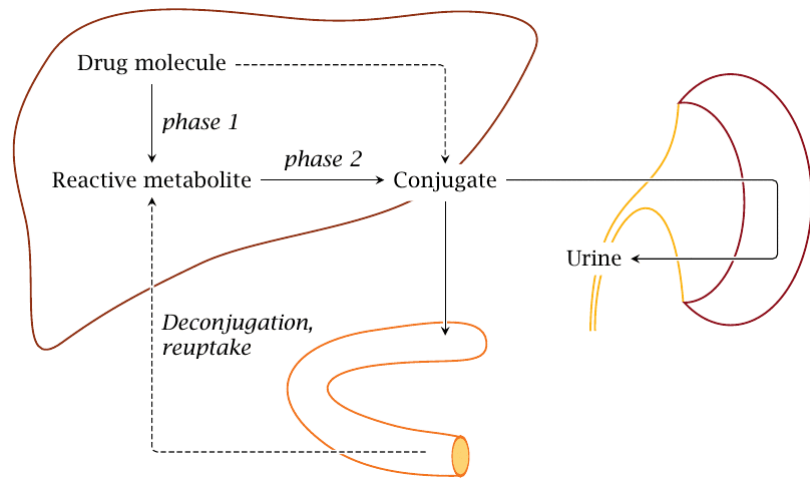 Drug molecule
phase 1
phase 2
Reactive metabolite
Conjugate
Urine
Deconjugation,
reuptake